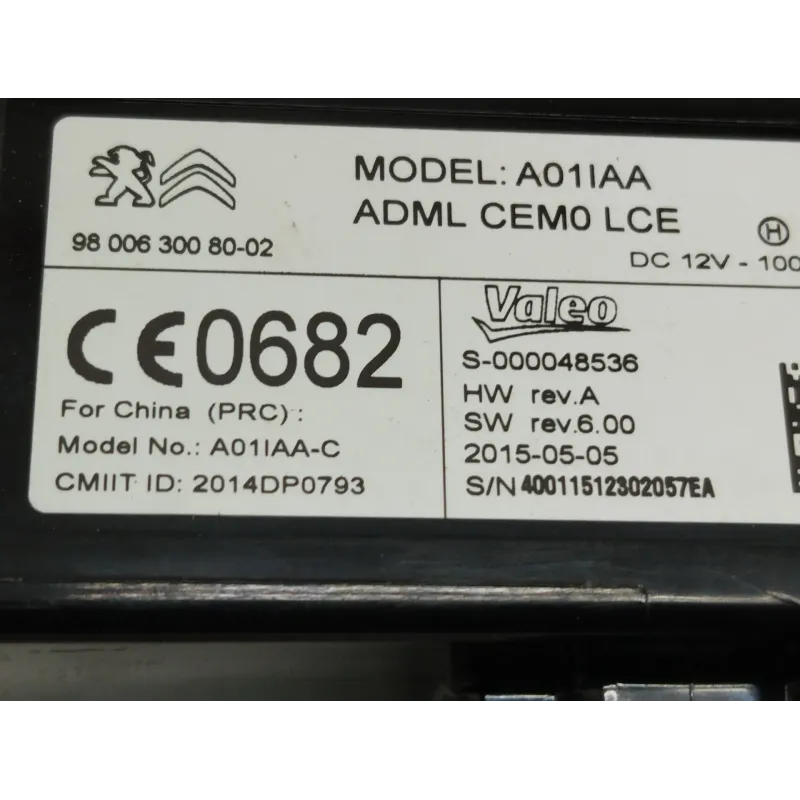 MODEL: A01IAA
ADML CEM0 LCE
98 006 300 80-02
H
DC 12V - 100
CE0682
For China (PRC):
Model No.: A01IAA-C
CMIIT ID: 2014DP0793
Valeo
S-000048536
HW rev.A
SW rev.6.00
2015-05-05
S/N 40011512302057EA